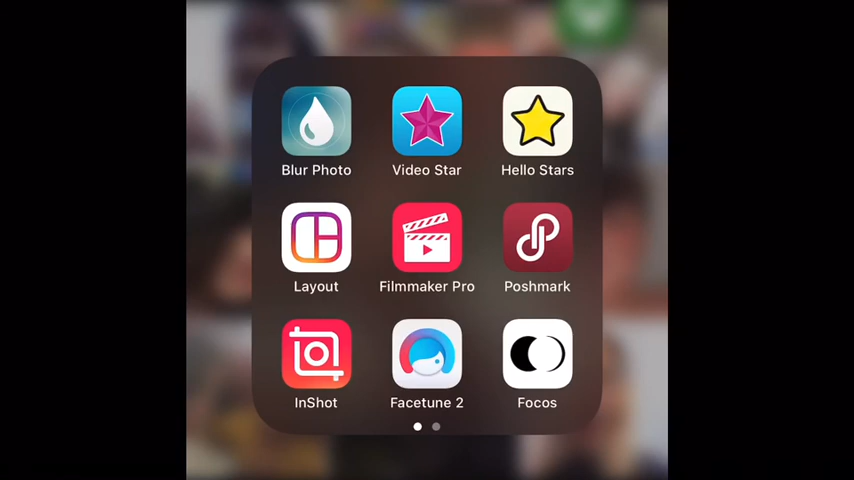 Blur Photo
Video Star
Hello Stars
Layout
Filmmaker Pro
Poshmark
InShot
Facetune 2
Focos